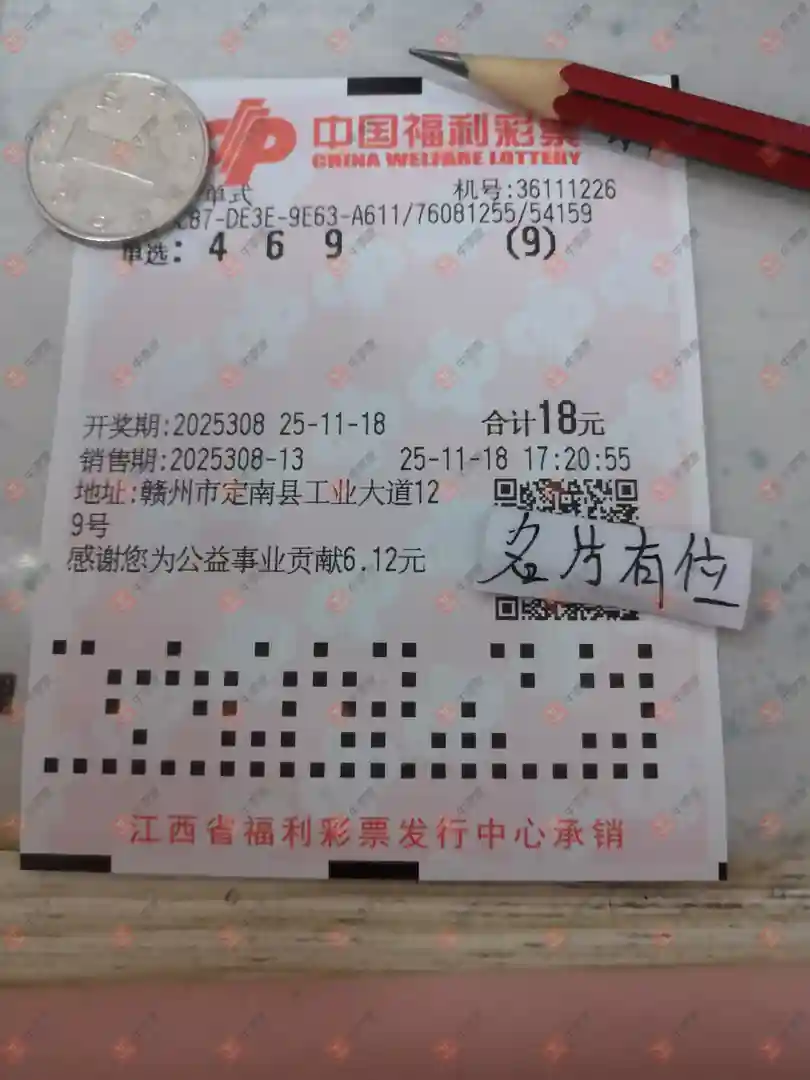 中国福利彩票
CHINA WELFARE LOTTERY
单式 机号:36111226
B7-DE3E-9E63-A611/76081255/54159
单选: 4 6 9 (9)
开奖期:2025308 25-11-18 合计18元
销售期:2025308-13 25-11-18 17:20:55
地址:赣州市定南县工业大道12
9号
感谢您为公益事业贡献6.12元
名片有位
江西省福利彩票发行中心承销